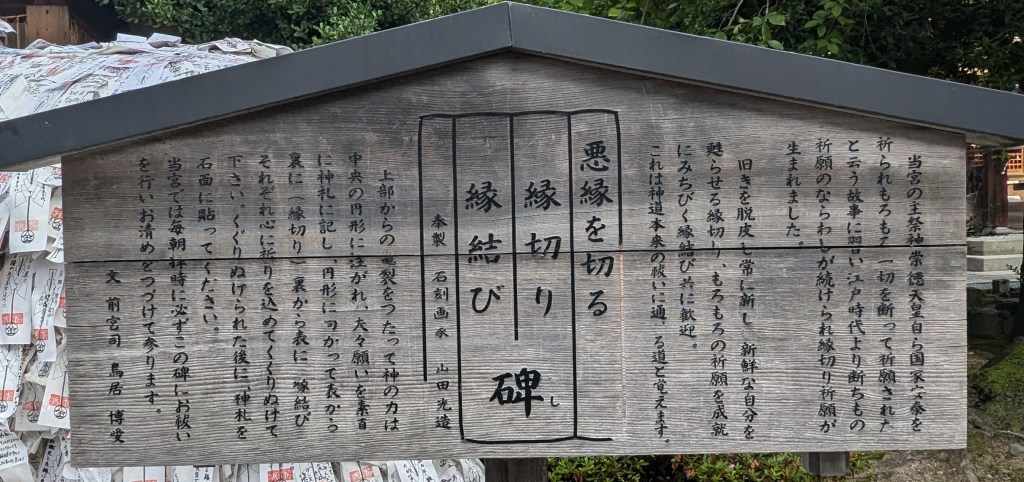 当宮の主祭神崇徳天皇自ら国家安泰を
祈られもろもろ一切を断って祈願された
と云う故事に習い江戸時代より断ちもの
祈願のならわしが続けられ縁切り祈願が
生まれました。
旧きを脱皮し常に新し、新鮮な自分を
甦らせる縁切り、もろもろの祈願を成就
にみちびく縁結び共に歓迎。
これは神道本来の祓いに通る道と覚えます。
悪縁を切る
縁切り
縁結び
碑
し
奉製 石刻画家 山田光造
上部からの亀裂をつたって神の力は
中央の円形に注がれ、夫々願いを素直
に神札に記し、円形に向かって表から
裏に（縁切り）裏から表に（縁結び
それぞれ心に祈りを込めてくぐりぬけて
下さい。くぐりぬけられた後に、神札を
石面に貼ってください。
当宮では毎朝拝時に必ずこの碑にお祓い
を行いお清めをつづけて参ります。
文 前宮司 鳥居 博愛